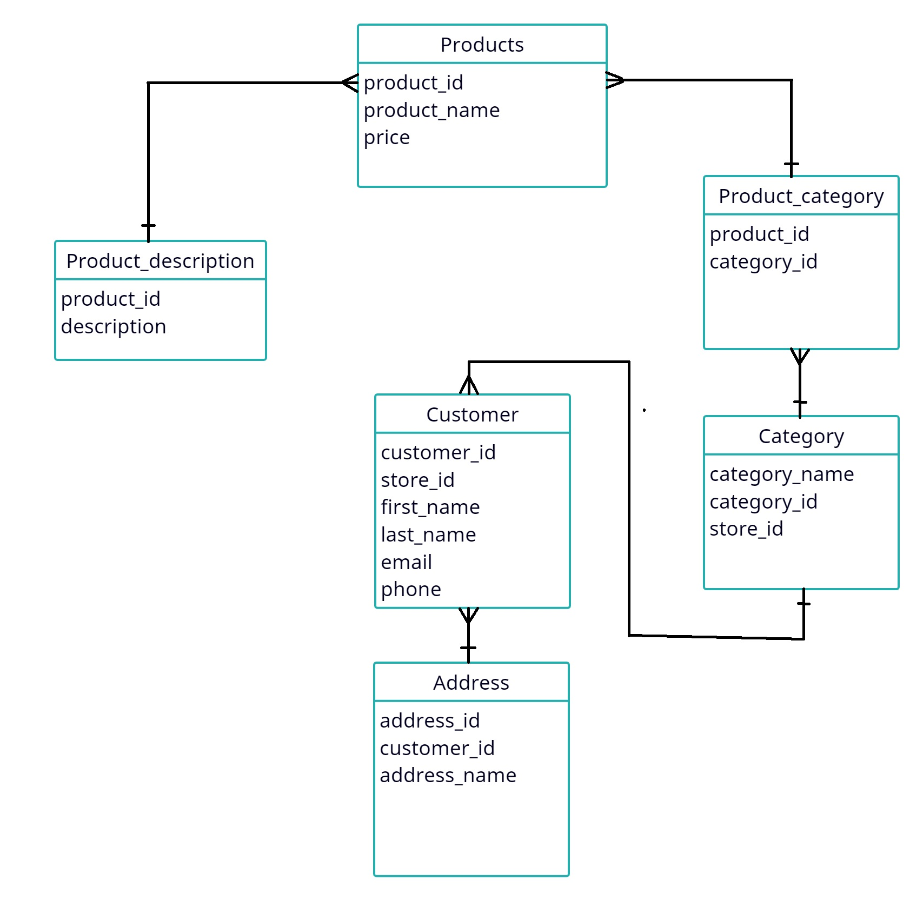 Products
product_id
product_name
price
Product_category
product_id
category_id
Product_description
product_id
description
Customer
customer_id
store_id
first_name
last_name
email
phone
Category
category_name
category_id
store_id
Address
address_id
customer_id
address_name